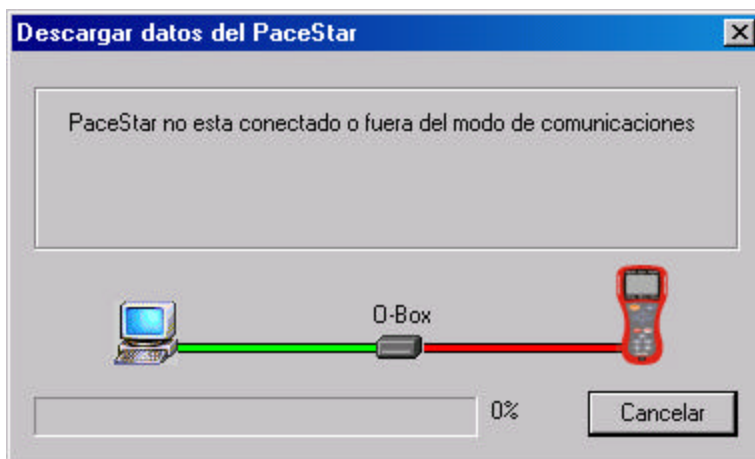 Descargar datos del PaceStar
PaceStar no esta conectado o fuera del modo de comunicaciones
O-Box
0%
Cancelar